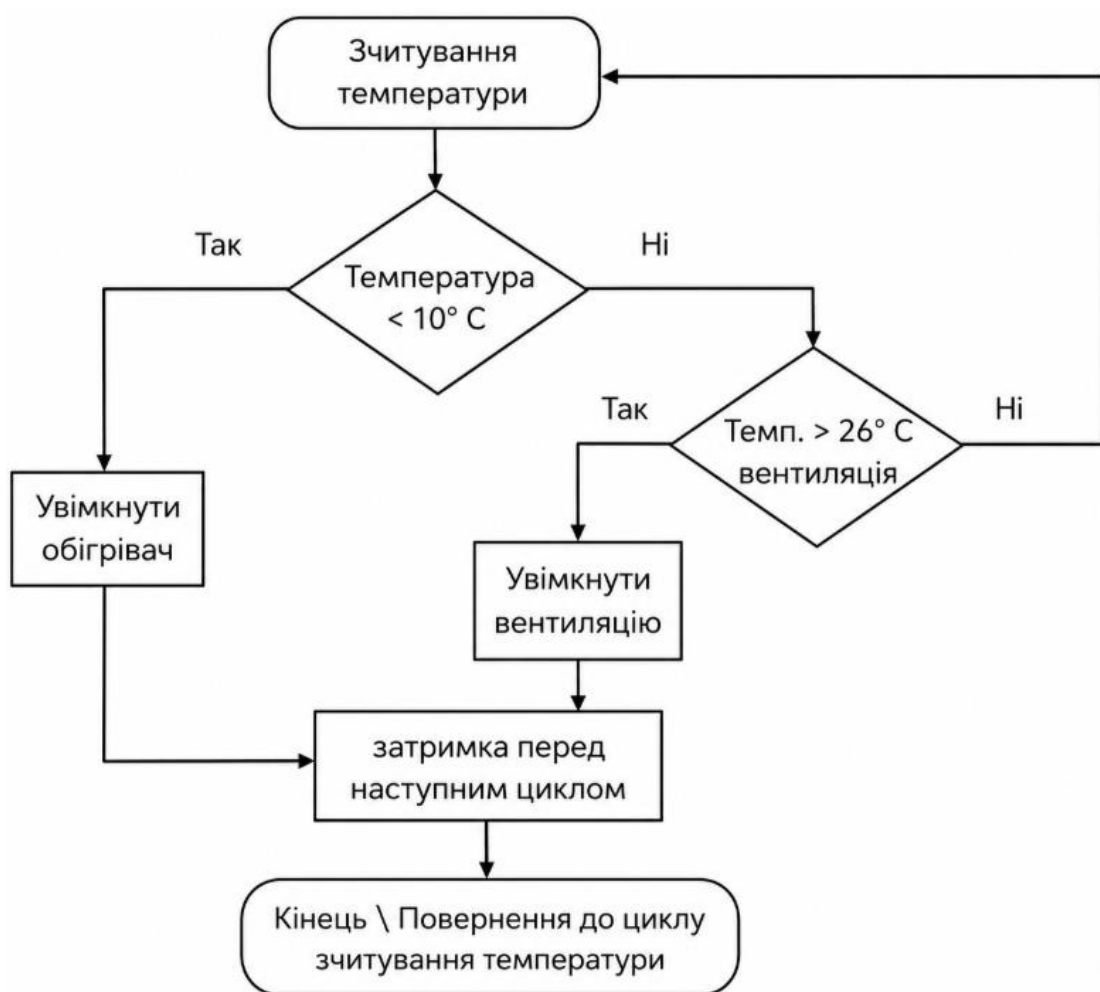 Зчитування
температури
Так
Ні
Температура
< 10° C
Так
Ні
Темп. > 26° C
вентиляція
Увімкнути
обігрівач
Увімкнути
вентиляцію
затримка перед
наступним циклом
Кінець \ Повернення до циклу
зчитування температури